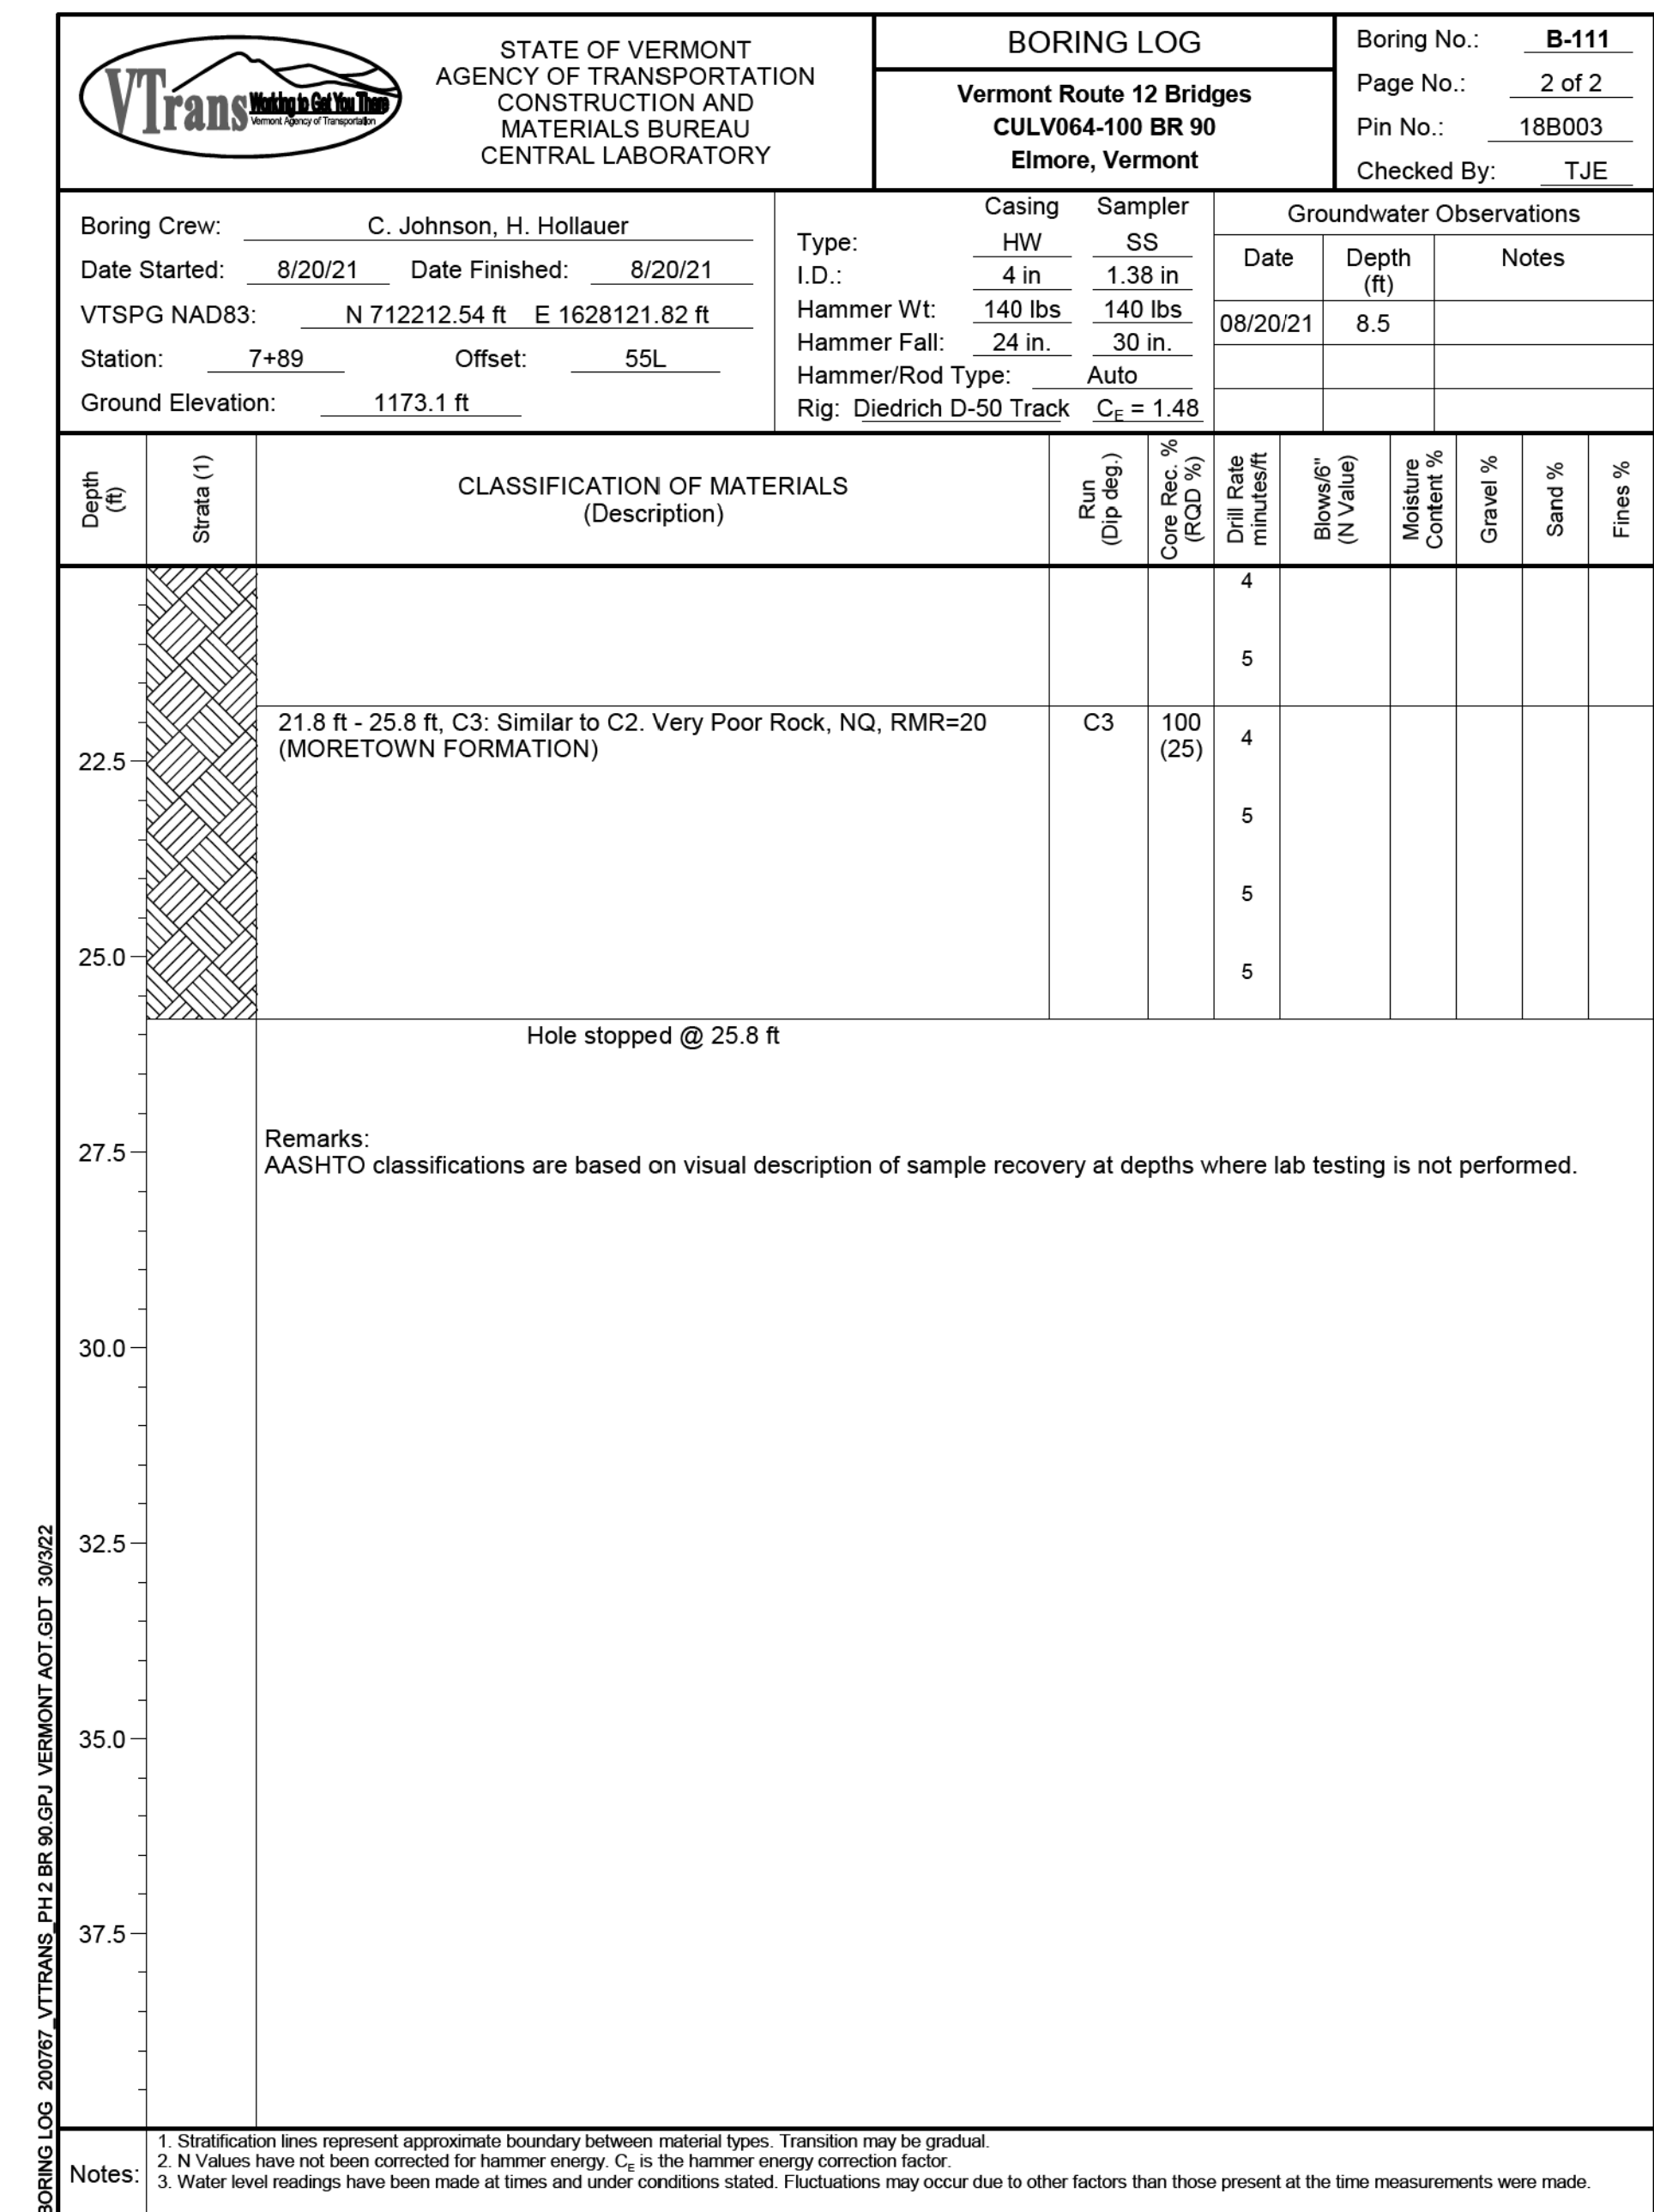 VTrans Working to Get You There
Vermont Agency of Transportation
STATE OF VERMONT
AGENCY OF TRANSPORTATION
CONSTRUCTION AND
MATERIALS BUREAU
CENTRAL LABORATORY
BORING LOG
Vermont Route 12 Bridges
CULV064-100 BR 90
Elmore, Vermont
Boring No.: B-111
Page No.: 2 of 2
Pin No.: 18B003
Checked By: TJE
Boring Crew: C. Johnson, H. Hollauer
Date Started: 8/20/21 Date Finished: 8/20/21
VTSPG NAD83: N 712212.54 ft E 1628121.82 ft
Station: 7+89 Offset: 55L
Ground Elevation: 1173.1 ft
Casing Sampler
Type: HW SS
I.D.: 4 in 1.38 in
Hammer Wt: 140 lbs 140 lbs
Hammer Fall: 24 in. 30 in.
Hammer/Rod Type: Auto
Rig: Diedrich D-50 Track CE = 1.48
Groundwater Observations
Date Depth (ft) Notes
08/20/21 8.5
Depth (ft)
Strata (1)
CLASSIFICATION OF MATERIALS
(Description)
Run (Dip deg.)
Core Rec. % (RQD %)
Drill Rate minutes/ft
Blows/6" (N Value)
Moisture Content %
Gravel %
Sand %
Fines %
4
5
21.8 ft - 25.8 ft, C3: Similar to C2. Very Poor Rock, NQ, RMR=20 C3 100
(MORETOWN FORMATION) (25) 4
22.5
5
5
25.0
5
Hole stopped @ 25.8 ft
Remarks:
27.5
AASHTO classifications are based on visual description of sample recovery at depths where lab testing is not performed.
30.0
32.5
35.0
37.5
BORING LOG 200767_VTTRANS_PH 2 BR 90.GPJ VERMONT AOT.GDT 30/3/22
Notes:
1. Stratification lines represent approximate boundary between material types. Transition may be gradual.
2. N Values have not been corrected for hammer energy. CE is the hammer energy correction factor.
3. Water level readings have been made at times and under conditions stated. Fluctuations may occur due to other factors than those present at the time measurements were made.